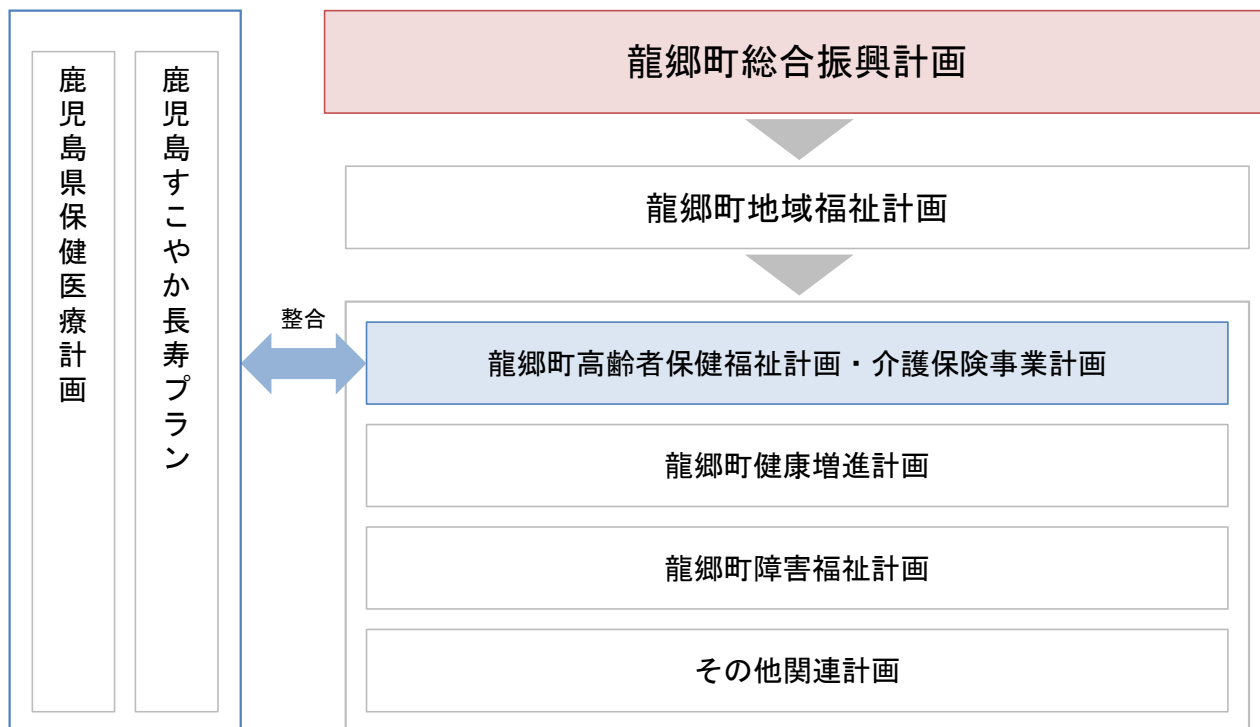 鹿児島県保健医療計画
鹿児島すこやか長寿プラン
龍郷町総合振興計画
龍郷町地域福祉計画
整合
龍郷町高齢者保健福祉計画・介護保険事業計画
龍郷町健康増進計画
龍郷町障害福祉計画
その他関連計画